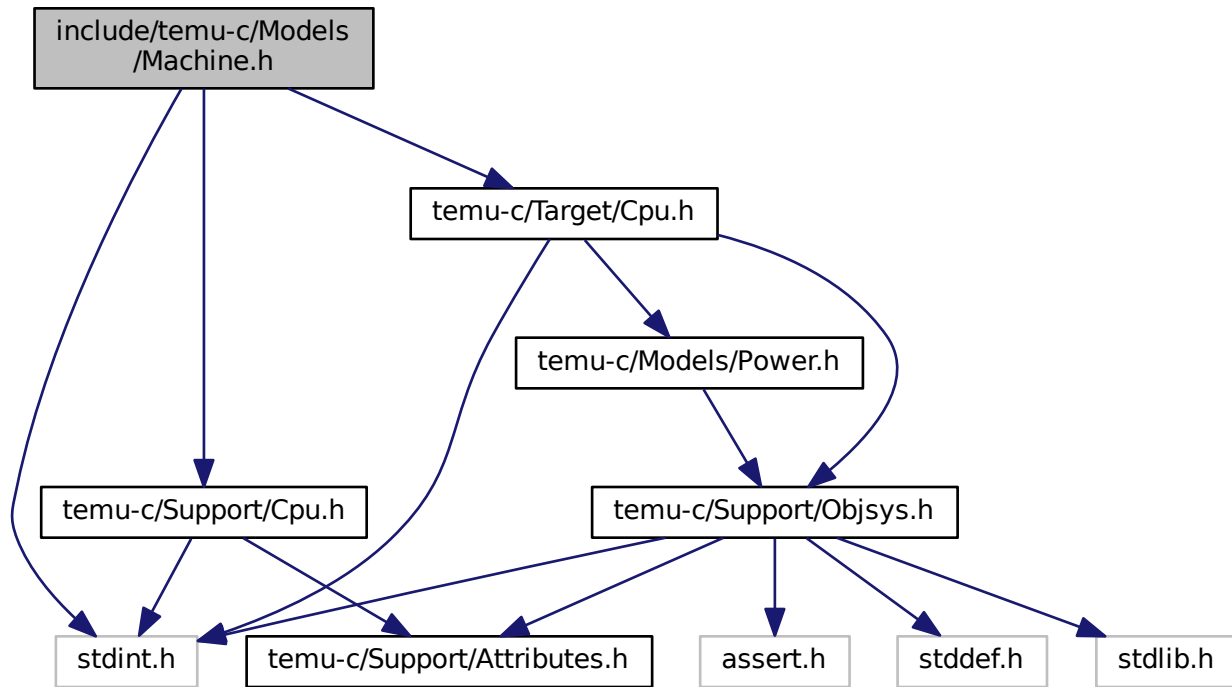 include/temu-c/Models
/Machine.h
temu-c/Target/Cpu.h
temu-c/Models/Power.h
temu-c/Support/Cpu.h
temu-c/Support/Objsys.h
stdint.h
temu-c/Support/Attributes.h
assert.h
stddef.h
stdlib.h